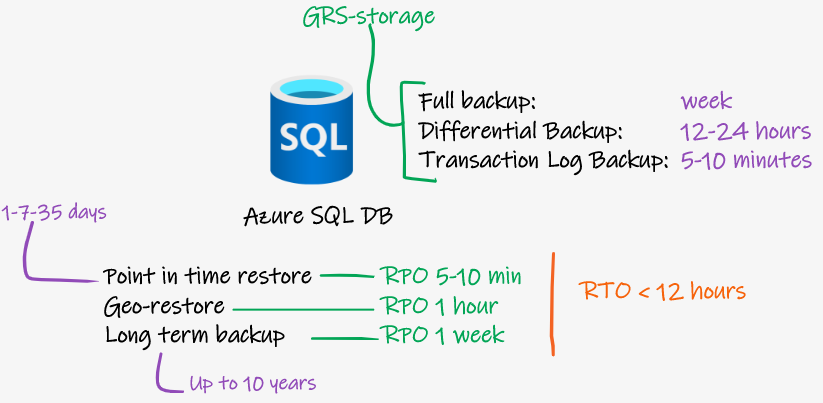 GRS-storage
Full backup: week
Differential Backup: 12-24 hours
Transaction Log Backup: 5-10 minutes
SQL
Azure SQL DB
1-7-35 days
Point in time restore RPO 5-10 min
Geo-restore RPO 1 hour
Long term backup RPO 1 week
RTO < 12 hours
Up to 10 years